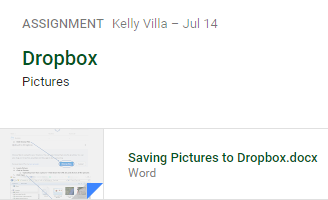 ASSIGNMENT Kelly Villa – Jul 14
Dropbox
Pictures
Saving Pictures to Dropbox.docx
Word